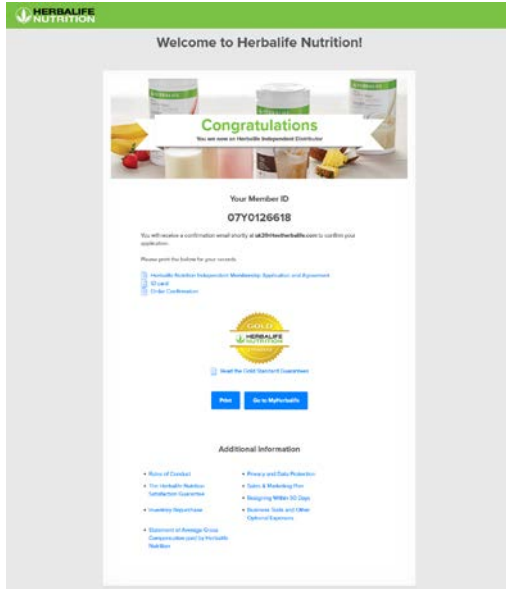 HERBALIFE
NUTRITION
Welcome to Herbalife Nutrition!
Congratulations
You are now an Herbalife Independent Distributor
Your Member ID
07Y0126618
You will receive a confirmation email shortly at to confirm your
application.
Please print the below for your records
Herbalife Nutrition Independent Membership Application and Agreement
ID card
Order Confirmation
GOLD
HERBALIFE
NUTRITION
Read the Gold Standard Guarantees
Print
Go to MyHerbalife
Additional Information
• Rules of Conduct
• Privacy and Data Protection
• The Herbalife Nutrition
Satisfaction Guarantee
• Sales & Marketing Plan
• Resigning Within 90 Days
• Inventory Repurchase
• Business Tools and Other
Optional Expenses
• Statement of Average Gross
Compensation paid by Herbalife
Nutrition